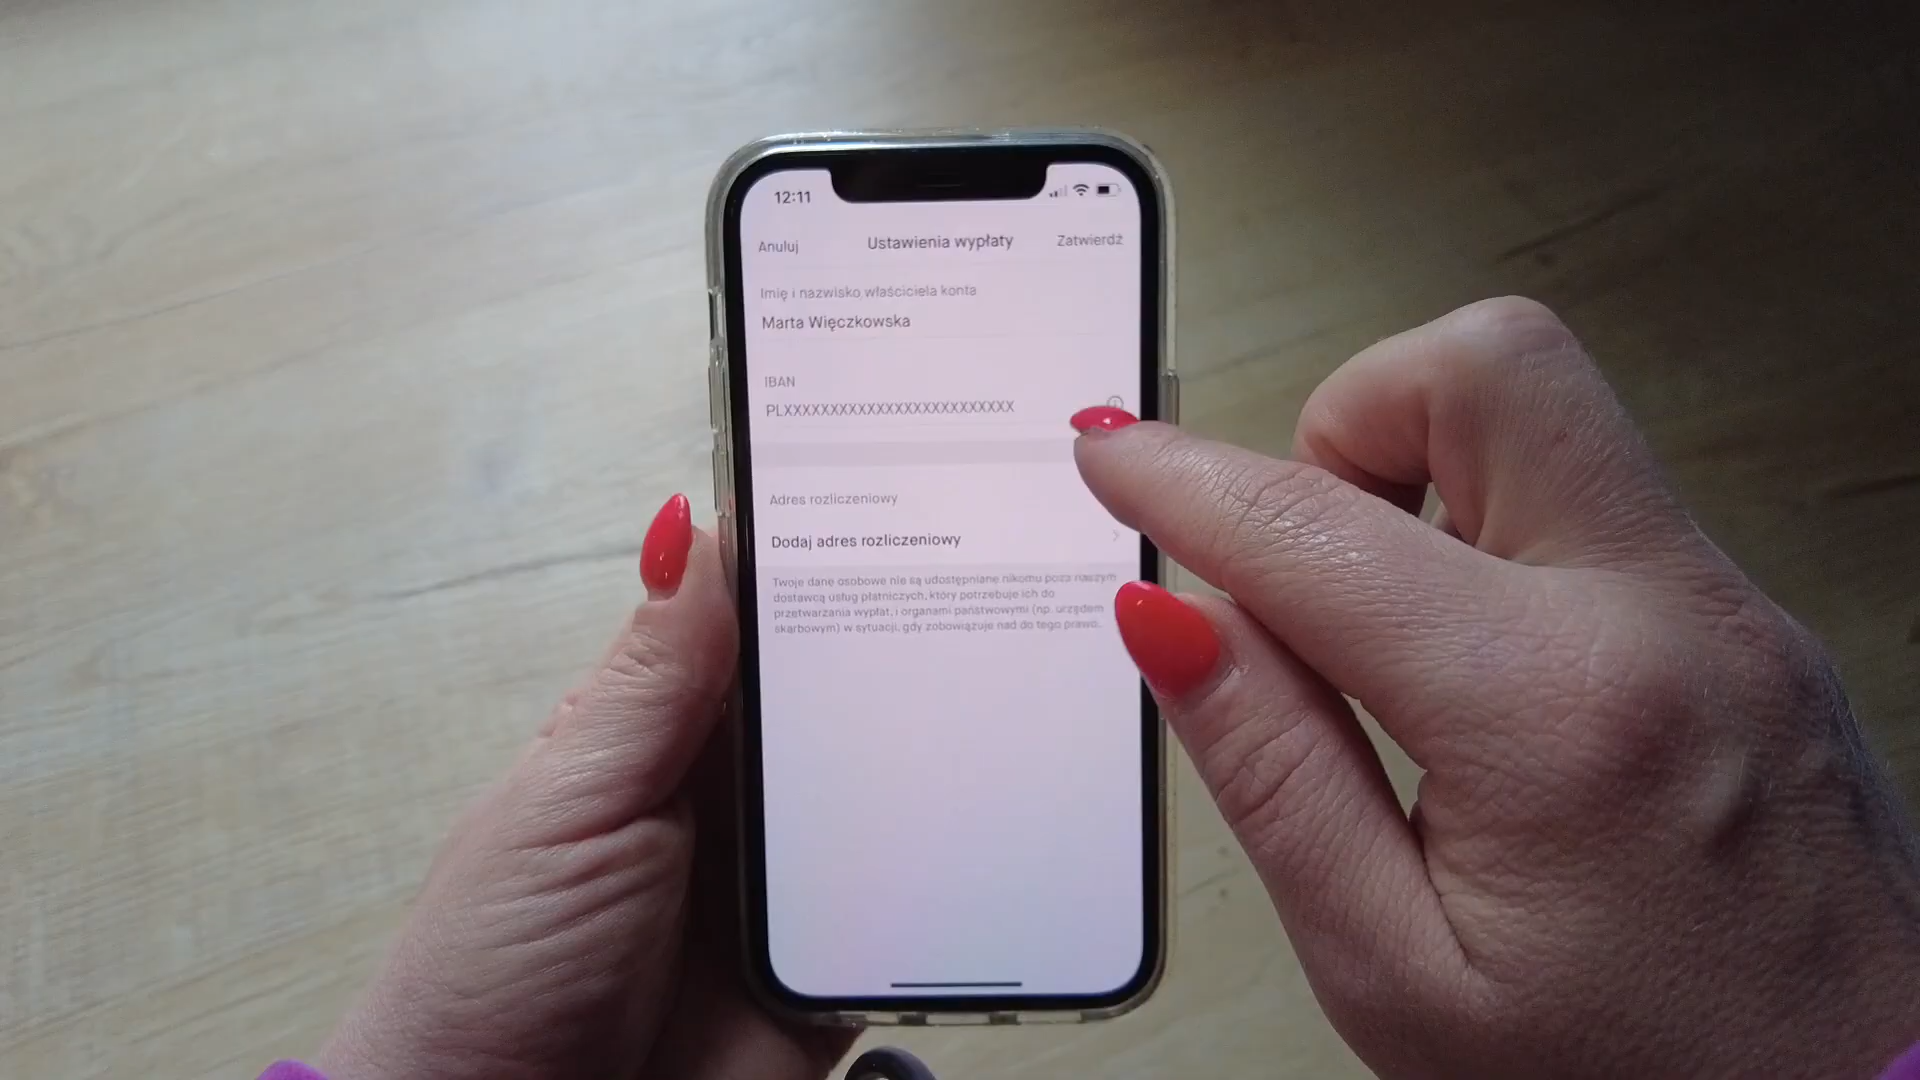 12:11
Anuluj Ustawienia wypłaty Zatwierdź
Imię i nazwisko właściciela konta
Marta Więczkowska
IBAN
PLXXXXXXXXXXXXXXXXXXXXXXXXXX
Adres rozliczeniowy
Dodaj adres rozliczeniowy
Twoje dane osobowe nie są udostępniane nikomu poza naszym
dostawcą usług płatniczych, który potrzebuje ich do
przetwarzania wypłat, i organami państwowymi (np. urzędem
skarbowym) w sytuacji, gdy zobowiązuje nad do tego prawo.